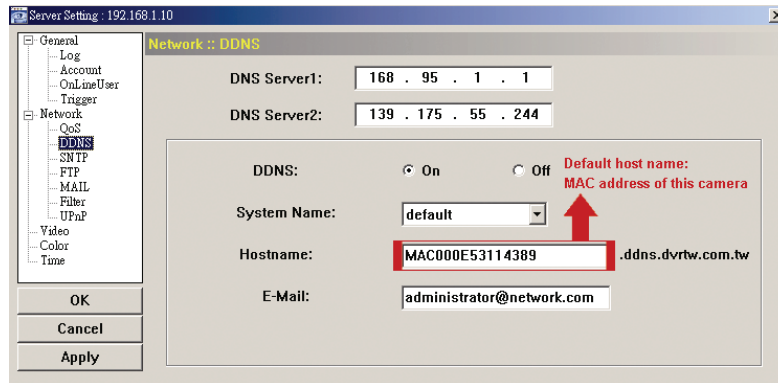 Server Setting : 192.168.1.10
General
Log
Account
OnLineUser
Trigger
Network
QoS
DDNS
SNTP
FTP
MAIL
Filter
UPnP
Video
Color
Time
OK
Cancel
Apply
Network :: DDNS
DNS Server1: 168 . 95 . 1 . 1
DNS Server2: 139 . 175 . 55 . 244
DDNS: On Off
Default host name:
MAC address of this camera
System Name: default
Hostname: MAC000E53114389 .ddns.dvrtw.com.tw
E-Mail: administrator@network.com